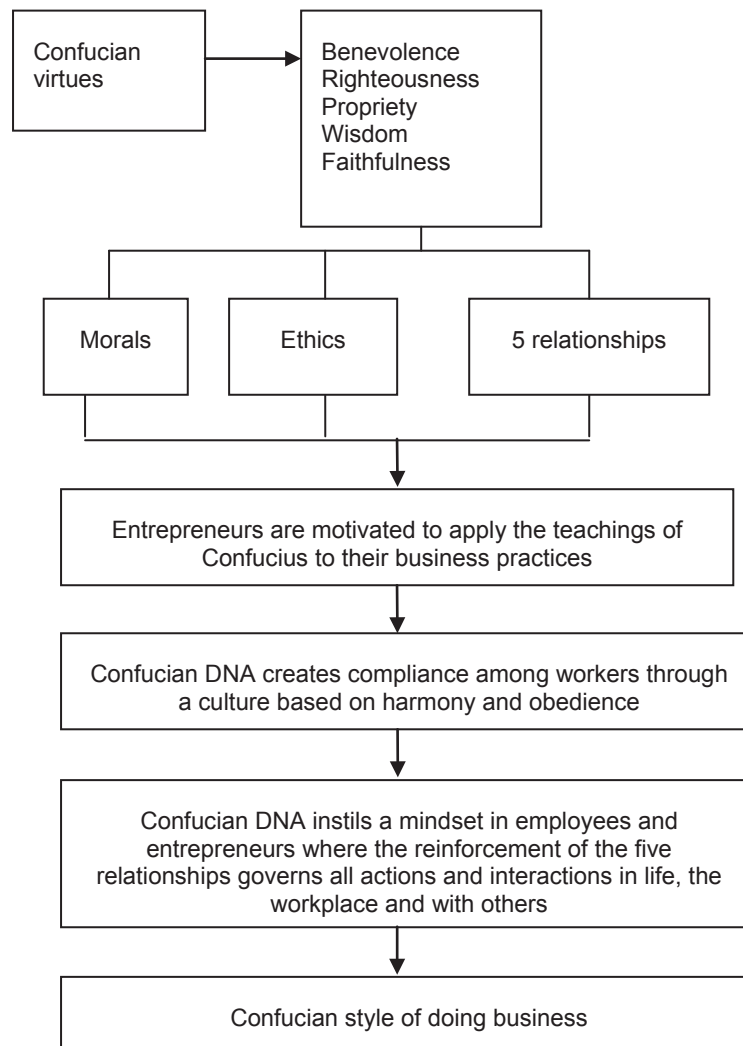 Confucian
virtues
Benevolence
Righteousness
Propriety
Wisdom
Faithfulness
Morals
Ethics
5 relationships
Entrepreneurs are motivated to apply the teachings of
Confucius to their business practices
Confucian DNA creates compliance among workers through
a culture based on harmony and obedience
Confucian DNA instils a mindset in employees and
entrepreneurs where the reinforcement of the five
relationships governs all actions and interactions in life, the
workplace and with others
Confucian style of doing business